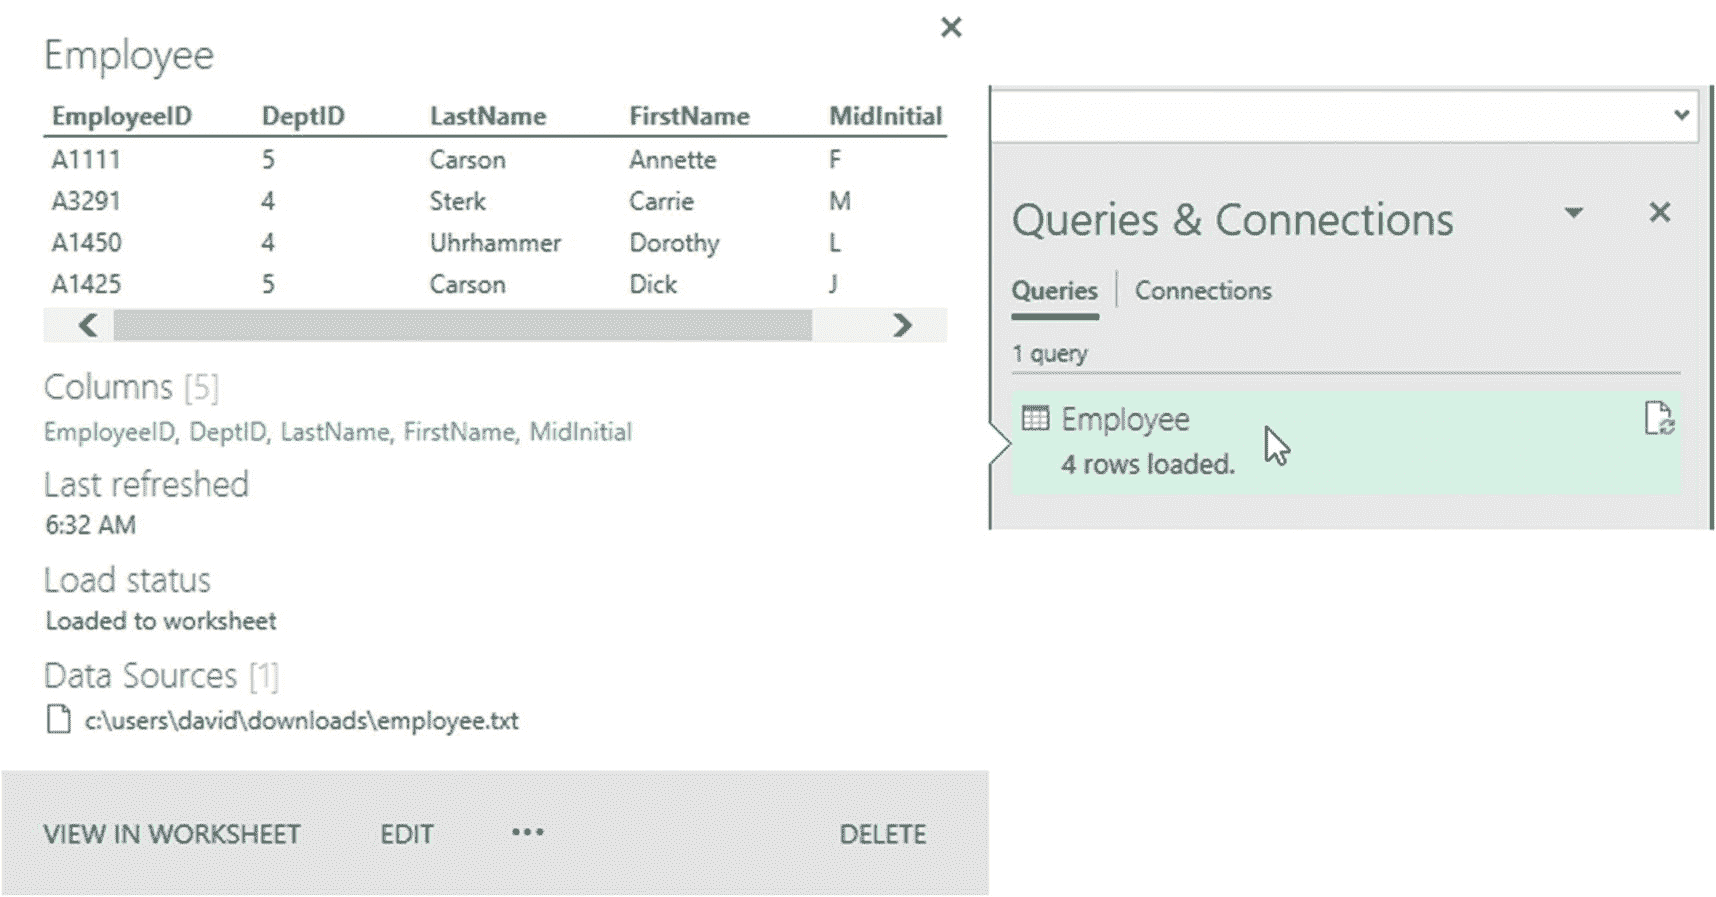 Employee
EmployeeID DeptID LastName FirstName MidInitial
A1111 5 Carson Annette F
A3291 4 Sterk Carrie M
A1450 4 Uhrhammer Dorothy L
A1425 5 Carson Dick J
Columns [5]
EmployeeID, DeptID, LastName, FirstName, MidInitial
Last refreshed
6:32 AM
Load status
Loaded to worksheet
Data Sources [1]
c:\users\david\downloads\employee.txt
VIEW IN WORKSHEET EDIT ••• DELETE
Queries & Connections
Queries Connections
1 query
Employee
4 rows loaded.